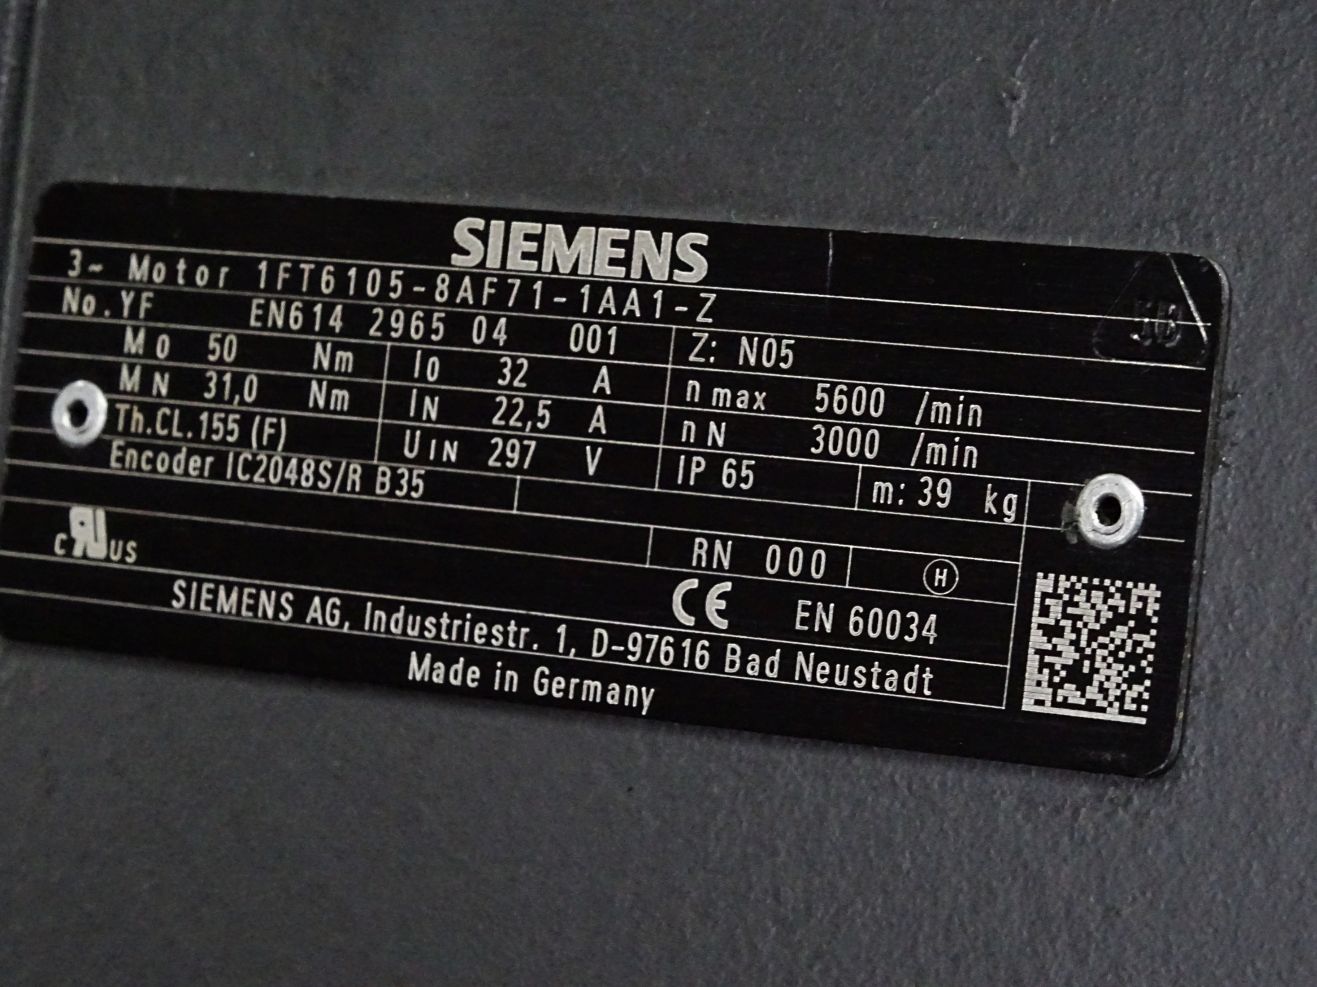 SIEMENS
3~ Motor 1FT6105-8AF71-1AA1-Z
No.YF EN614 2965 04 001 Z: N05
M0 50 Nm I0 32 A n max 5600 /min
MN 31,0 Nm IN 22,5 A nN 3000 /min
Th.CL.155 (F) UIN 297 V IP 65 m: 39 kg
Encoder IC2048S/R B35
RN 000 H
c RU US CE EN 60034
SIEMENS AG, Industriestr. 1, D-97616 Bad Neustadt
Made in Germany